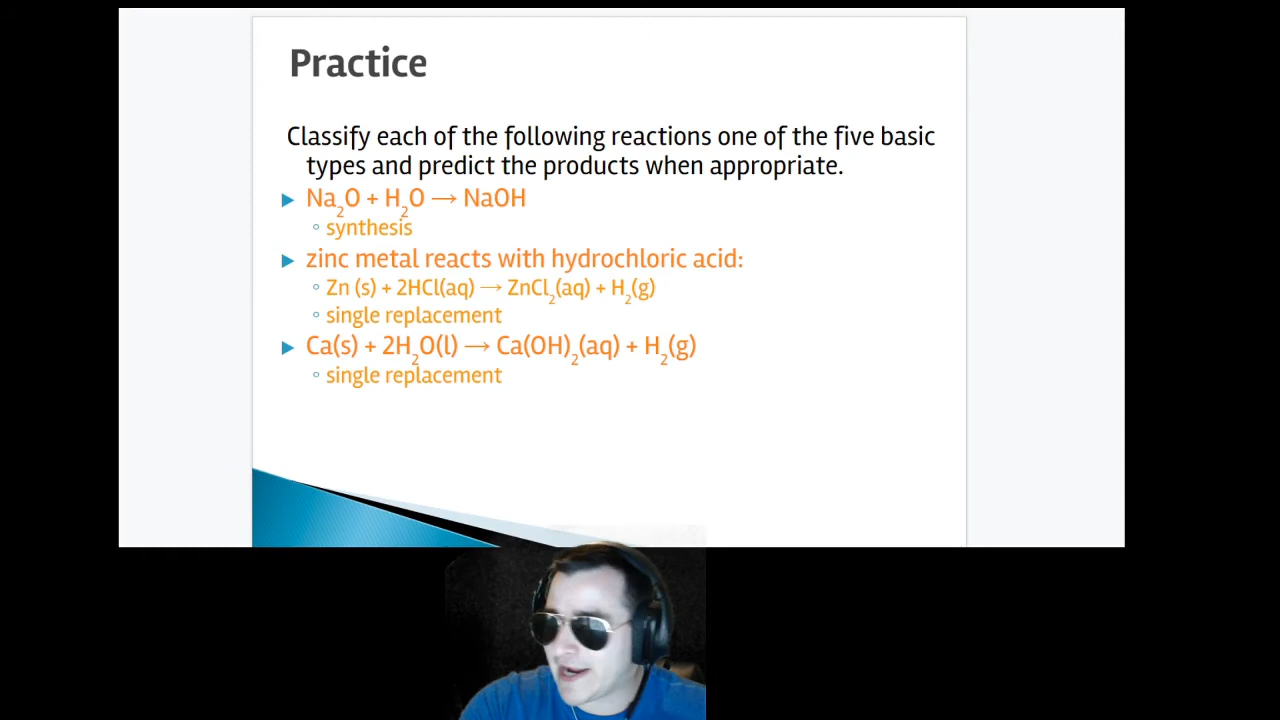 Practice
Classify each of the following reactions one of the five basic
types and predict the products when appropriate.
Na₂O + H₂O → NaOH
synthesis
zinc metal reacts with hydrochloric acid:
Zn (s) + 2HCl(aq) → ZnCl₂(aq) + H₂(g)
single replacement
Ca(s) + 2H₂O(l) → Ca(OH)₂(aq) + H₂(g)
single replacement